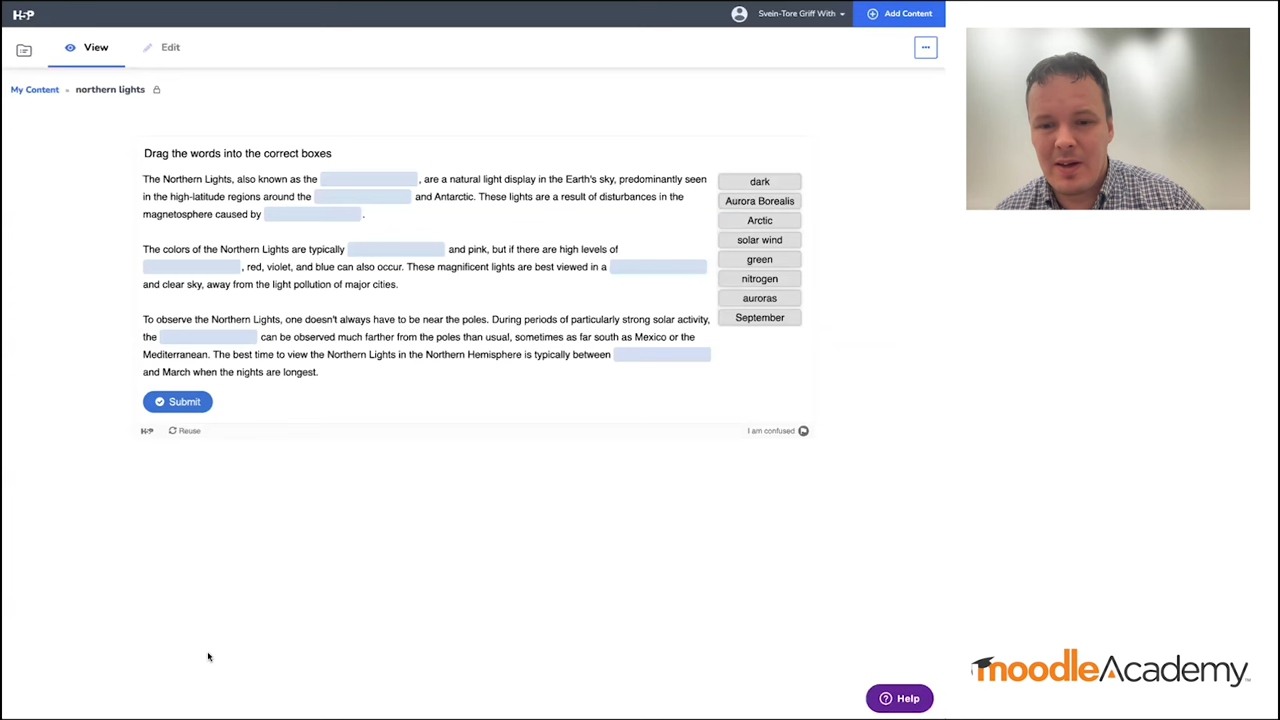 H5P
Svein-Tore Griff With
Add Content
View
Edit
My Content
northern lights
Drag the words into the correct boxes
The Northern Lights, also known as the , are a natural light display in the Earth's sky, predominantly seen
in the high-latitude regions around the and Antarctic. These lights are a result of disturbances in the
magnetosphere caused by .
The colors of the Northern Lights are typically and pink, but if there are high levels of
, red, violet, and blue can also occur. These magnificent lights are best viewed in a
and clear sky, away from the light pollution of major cities.
To observe the Northern Lights, one doesn't always have to be near the poles. During periods of particularly strong solar activity,
the can be observed much farther from the poles than usual, sometimes as far south as Mexico or the
Mediterranean. The best time to view the Northern Lights in the Northern Hemisphere is typically between
and March when the nights are longest.
dark
Aurora Borealis
Arctic
solar wind
green
nitrogen
auroras
September
Submit
H5P
Reuse
I am confused
moodleAcademy™
Help